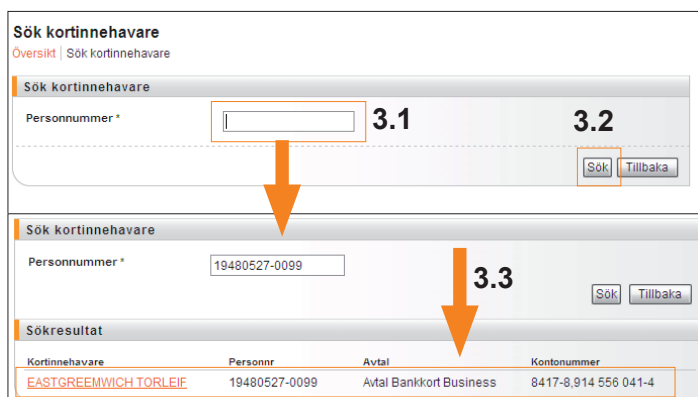 Sök kortinnehavare
Översikt | Sök kortinnehavare
Sök kortinnehavare
Personnummer * 3.1 3.2
Sök Tillbaka
Sök kortinnehavare
Personnummer * 19480527-0099 3.3
Sök Tillbaka
Sökresultat
Kortinnehavare Personnr Avtal Kontonummer
EASTGREEMWICH TORLEIF 19480527-0099 Avtal Bankkort Business 8417-8,914 556 041-4